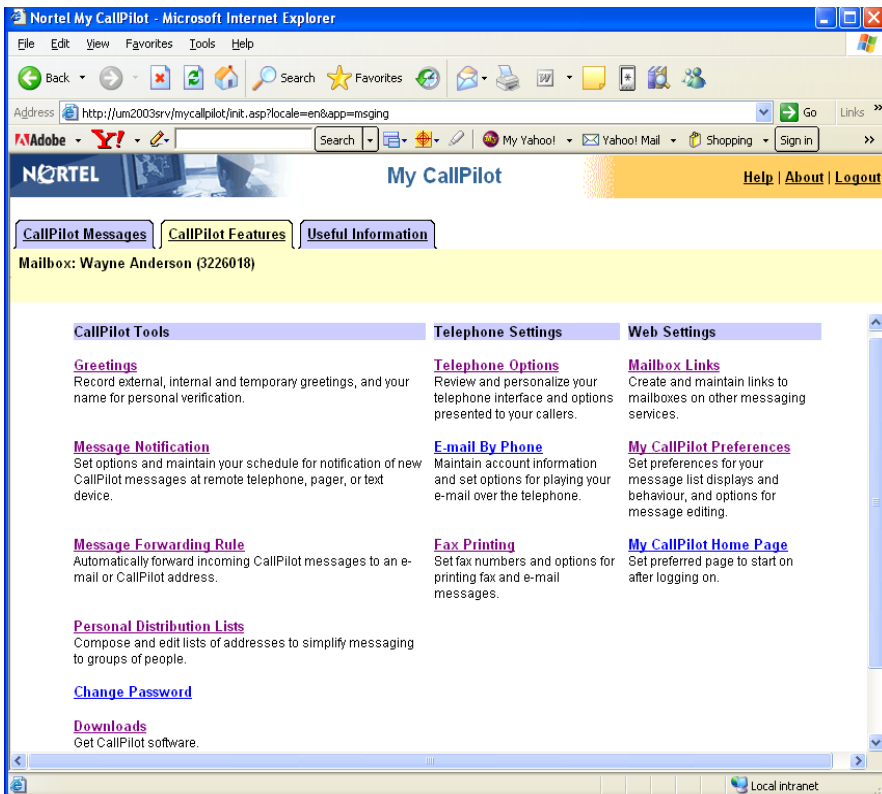 Nortel My CallPilot - Microsoft Internet Explorer
File Edit View Favorites Tools Help
Back Search Favorites
Address http://um2003srv/mycallpilot/init.asp?locale=en&app=msging Go Links »
Adobe Y! Search My Yahoo! Yahoo! Mail Shopping Sign in »
NORTEL My CallPilot Help | About | Logout
CallPilot Messages CallPilot Features Useful Information
Mailbox: Wayne Anderson (3226018)
CallPilot Tools
Greetings
Record external, internal and temporary greetings, and your
name for personal verification.
Message Notification
Set options and maintain your schedule for notification of new
CallPilot messages at remote telephone, pager, or text
device.
Message Forwarding Rule
Automatically forward incoming CallPilot messages to an e-
mail or CallPilot address.
Personal Distribution Lists
Compose and edit lists of addresses to simplify messaging
to groups of people.
Change Password
Downloads
Get CallPilot software.
Telephone Settings
Telephone Options
Review and personalize your
telephone interface and options
presented to your callers.
E-mail By Phone
Maintain account information
and set options for playing your
e-mail over the telephone.
Fax Printing
Set fax numbers and options for
printing fax and e-mail
messages.
Web Settings
Mailbox Links
Create and maintain links to
mailboxes on other messaging
services.
My CallPilot Preferences
Set preferences for your
message list displays and
behaviour, and options for
message editing.
My CallPilot Home Page
Set preferred page to start on
after logging on.
Local intranet